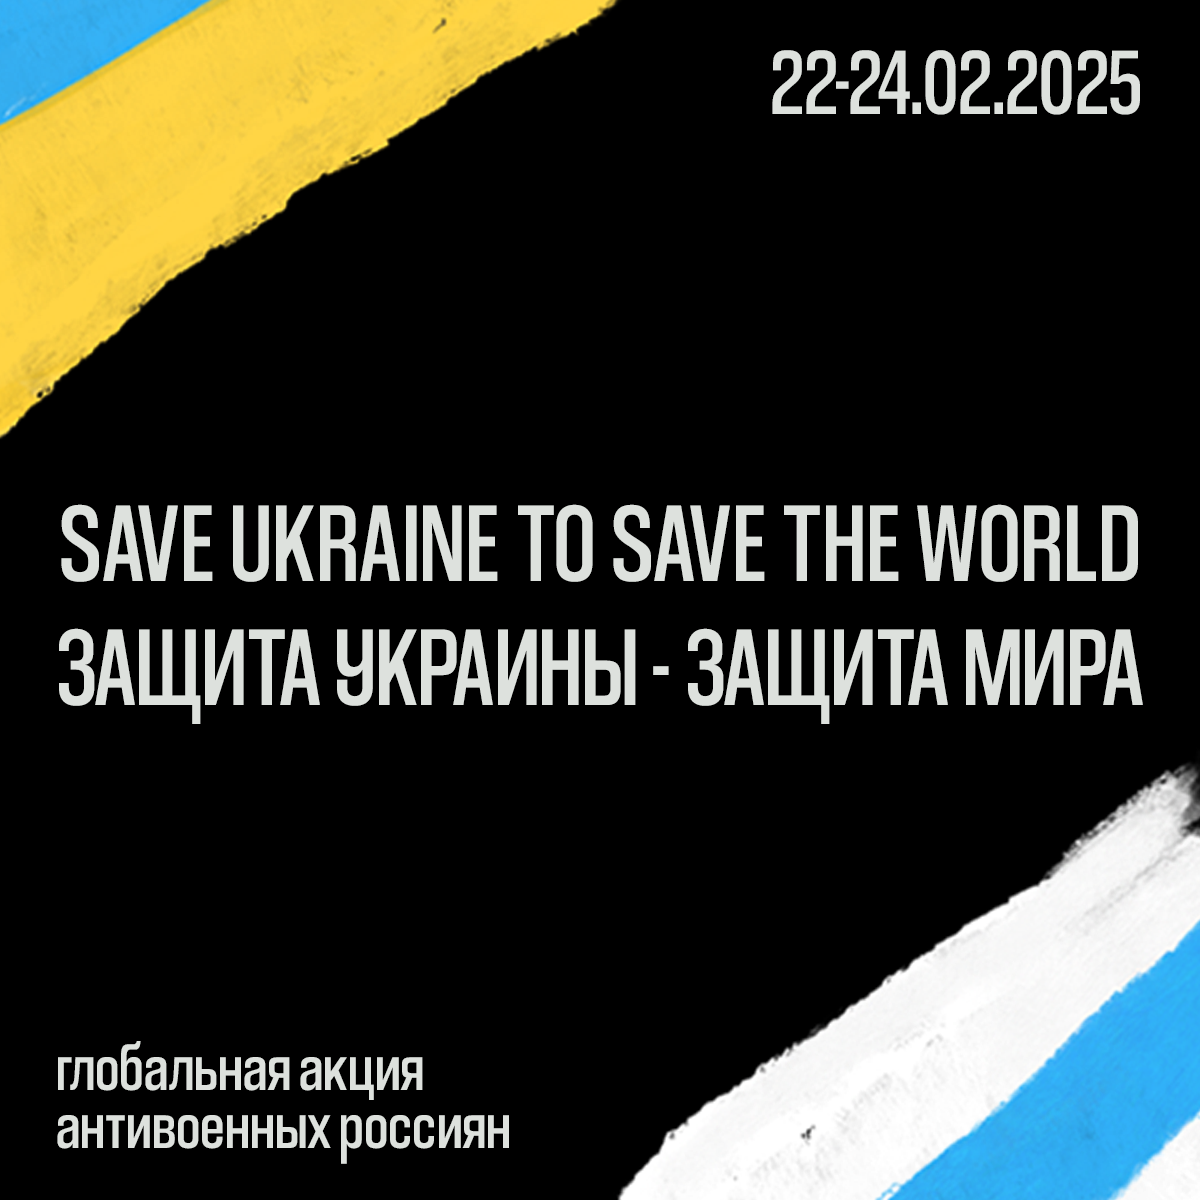 22-24.02.2025
SAVE UKRAINE TO SAVE THE WORLD
ЗАЩИТА УКРАИНЫ - ЗАЩИТА МИРА
глобальная акция
антивоенных россиян